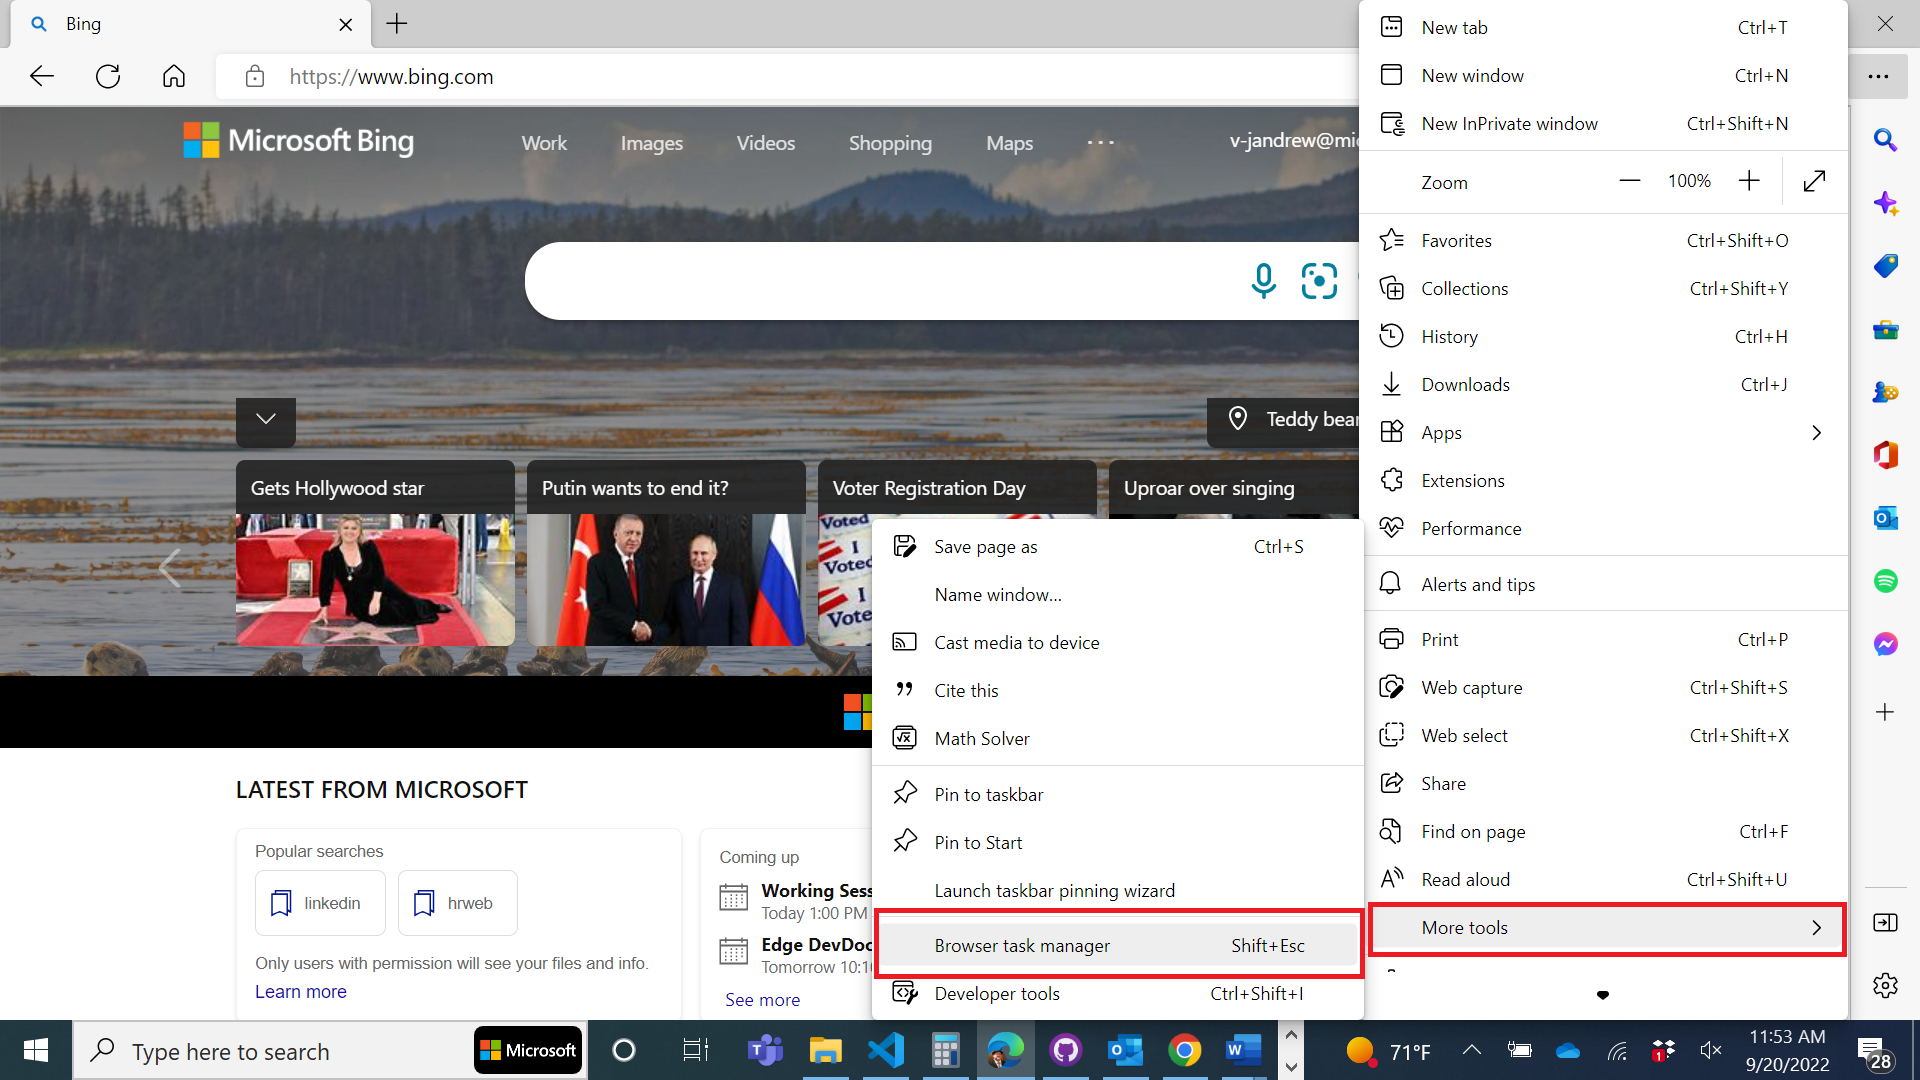 Bing
https://www.bing.com
Microsoft Bing
Work
Images
Videos
Shopping
Maps
v-jandrew@mi
Teddy bear
Gets Hollywood star
Putin wants to end it?
Voter Registration Day
Uproar over singing
Voted
I
Voted
I
Vote
LATEST FROM MICROSOFT
Popular searches
linkedin
hrweb
Only users with permission will see your files and info.
Learn more
Coming up
Working Sess
Today 1:00 PM
Edge DevDoc
Tomorrow 10:1
See more
Save page as Ctrl+S
Name window...
Cast media to device
Cite this
Math Solver
Pin to taskbar
Pin to Start
Launch taskbar pinning wizard
Browser task manager Shift+Esc
Developer tools Ctrl+Shift+I
New tab Ctrl+T
New window Ctrl+N
New InPrivate window Ctrl+Shift+N
Zoom 100%
Favorites Ctrl+Shift+O
Collections Ctrl+Shift+Y
History Ctrl+H
Downloads Ctrl+J
Apps
Extensions
Performance
Alerts and tips
Print Ctrl+P
Web capture Ctrl+Shift+S
Web select Ctrl+Shift+X
Share
Find on page Ctrl+F
Read aloud Ctrl+Shift+U
More tools
Type here to search
Microsoft
71°F
1
11:53 AM
9/20/2022
28